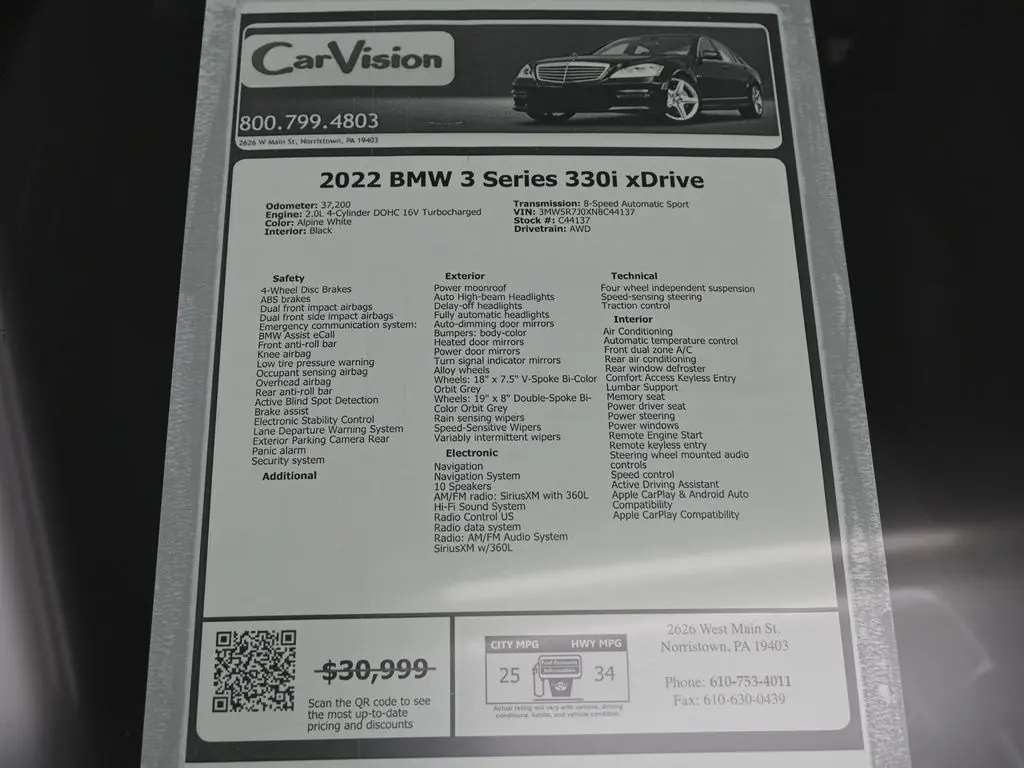 CarVision
800.799.4803
2626 W Main St, Norristown, PA 19403
2022 BMW 3 Series 330i xDrive
Odometer: 37,200
Engine: 2.0L 4-Cylinder DOHC 16V Turbocharged
Color: Alpine White
Interior: Black
Transmission: 8-Speed Automatic Sport
VIN: 3MW5R7J0XN8C44137
Stock #: C44137
Drivetrain: AWD
Safety
4-Wheel Disc Brakes
ABS brakes
Dual front impact airbags
Dual front side impact airbags
Emergency communication system:
BMW Assist eCall
Front anti-roll bar
Knee airbag
Low tire pressure warning
Occupant sensing airbag
Overhead airbag
Rear anti-roll bar
Active Blind Spot Detection
Brake assist
Electronic Stability Control
Lane Departure Warning System
Exterior Parking Camera Rear
Panic alarm
Security system
Additional
Exterior
Power moonroof
Auto High-beam Headlights
Delay-off headlights
Fully automatic headlights
Auto-dimming door mirrors
Bumpers: body-color
Heated door mirrors
Power door mirrors
Turn signal indicator mirrors
Alloy wheels
Wheels: 18" x 7.5" V-Spoke Bi-Color
Orbit Grey
Wheels: 19" x 8" Double-Spoke Bi-
Color Orbit Grey
Rain sensing wipers
Speed-Sensitive Wipers
Variably intermittent wipers
Electronic
Navigation
Navigation System
10 Speakers
AM/FM radio: SiriusXM with 360L
Hi-Fi Sound System
Radio Control US
Radio data system
Radio: AM/FM Audio System
SiriusXM w/360L
Technical
Four wheel independent suspension
Speed-sensing steering
Traction control
Interior
Air Conditioning
Automatic temperature control
Front dual zone A/C
Rear air conditioning
Rear window defroster
Comfort Access Keyless Entry
Lumbar Support
Memory seat
Power driver seat
Power steering
Power windows
Remote Engine Start
Remote keyless entry
Steering wheel mounted audio
controls
Speed control
Active Driving Assistant
Apple CarPlay & Android Auto
Compatibility
Apple CarPlay Compatibility
$30,999
Scan the QR code to see
the most up-to-date
pricing and discounts
CITY MPG
HWY MPG
25
Fuel Economy
34
Actual rating will vary with options, driving
conditions, habits, and vehicle condition.
2626 West Main St.
Norristown, PA 19403
Phone: 610-753-4011
Fax: 610-630-0439